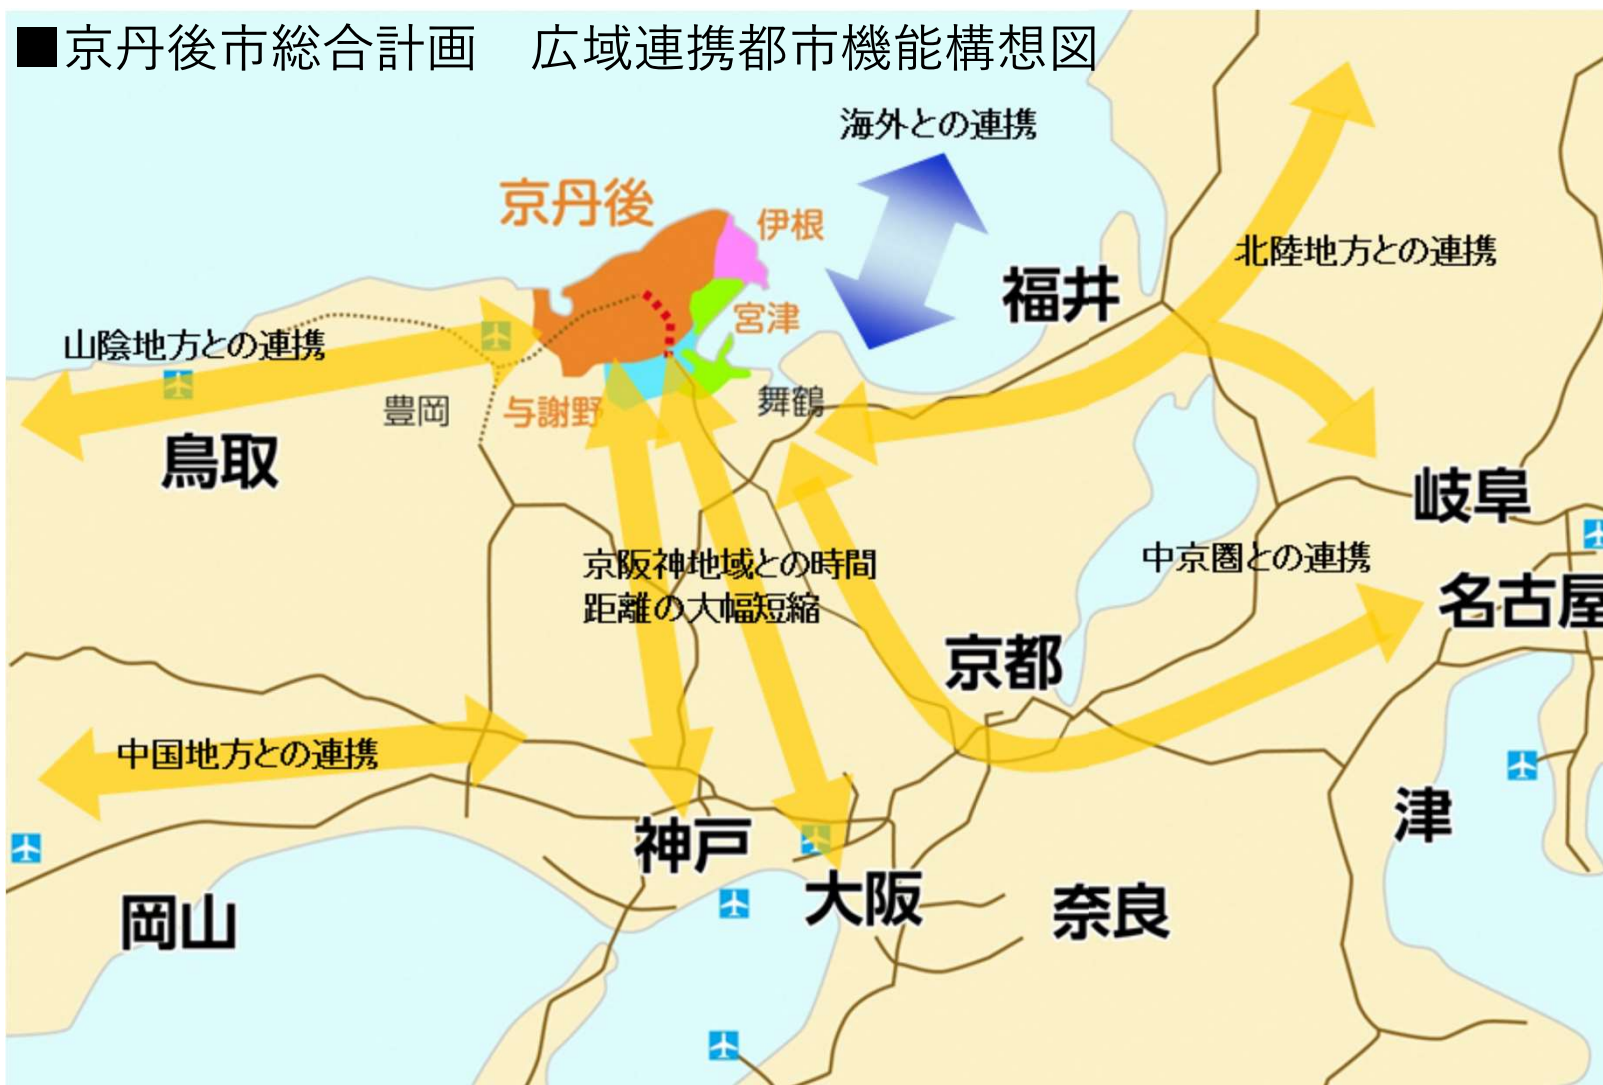 ■京丹後市総合計画　広域連携都市機能構想図
海外との連携
京丹後
伊根
北陸地方との連携
福井
宮津
山陰地方との連携
豊岡
与謝野
舞鶴
鳥取
岐阜
京阪神地域との時間
距離の大幅短縮
中京圏との連携
名古屋
京都
中国地方との連携
神戸
津
大阪
奈良
岡山